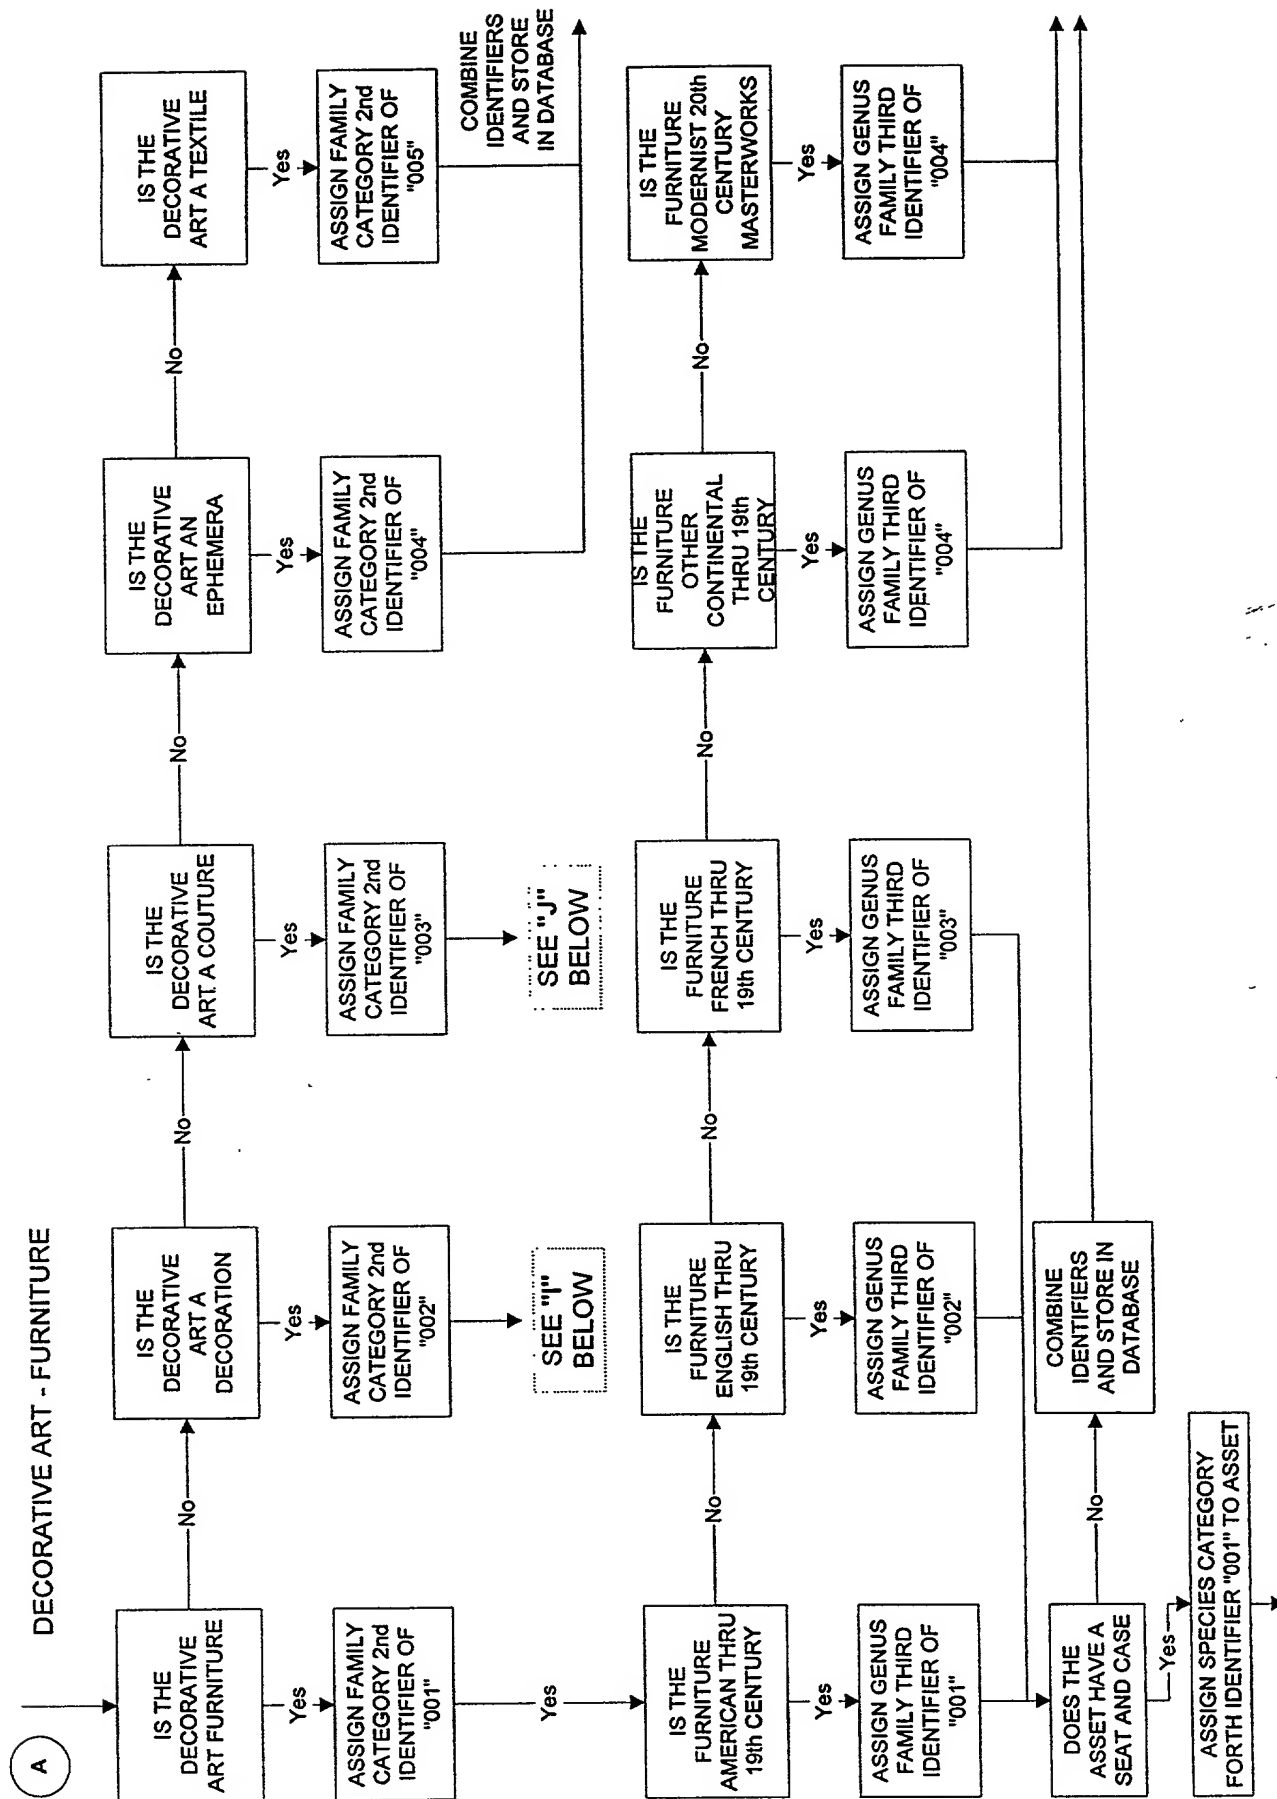 A
DECORATIVE ART - FURNITURE
IS THE
DECORATIVE
ART FURNITURE
No
IS THE
DECORATIVE
ART A
DECORATION
No
IS THE
DECORATIVE
ART A COUTURE
No
IS THE
DECORATIVE
ART AN
EPHEMERA
No
IS THE
DECORATIVE
ART A TEXTILE
Yes
Yes
Yes
Yes
Yes
ASSIGN FAMILY
CATEGORY 2nd
IDENTIFIER OF
"001"
ASSIGN FAMILY
CATEGORY 2nd
IDENTIFIER OF
"002"
ASSIGN FAMILY
CATEGORY 2nd
IDENTIFIER OF
"003"
ASSIGN FAMILY
CATEGORY 2nd
IDENTIFIER OF
"004"
ASSIGN FAMILY
CATEGORY 2nd
IDENTIFIER OF
"005"
Yes
SEE "I"
BELOW
SEE "J"
BELOW
COMBINE
IDENTIFIERS
AND STORE
IN DATABASE
IS THE
FURNITURE
AMERICAN THRU
19th CENTURY
No
IS THE
FURNITURE
ENGLISH THRU
19th CENTURY
No
IS THE
FURNITURE
FRENCH THRU
19th CENTURY
No
IS THE
FURNITURE
OTHER
CONTINENTAL
THRU 19th
CENTURY
No
IS THE
FURNITURE
MODERNIST 20th
CENTURY
MASTERWORKS
Yes
Yes
Yes
Yes
Yes
ASSIGN GENUS
FAMILY THIRD
IDENTIFIER OF
"001"
ASSIGN GENUS
FAMILY THIRD
IDENTIFIER OF
"002"
ASSIGN GENUS
FAMILY THIRD
IDENTIFIER OF
"003"
ASSIGN GENUS
FAMILY THIRD
IDENTIFIER OF
"004"
ASSIGN GENUS
FAMILY THIRD
IDENTIFIER OF
"004"
DOES THE
ASSET HAVE A
SEAT AND CASE
No
COMBINE
IDENTIFIERS
AND STORE IN
DATABASE
Yes
ASSIGN SPECIES CATEGORY
FORTH IDENTIFIER "001" TO ASSET